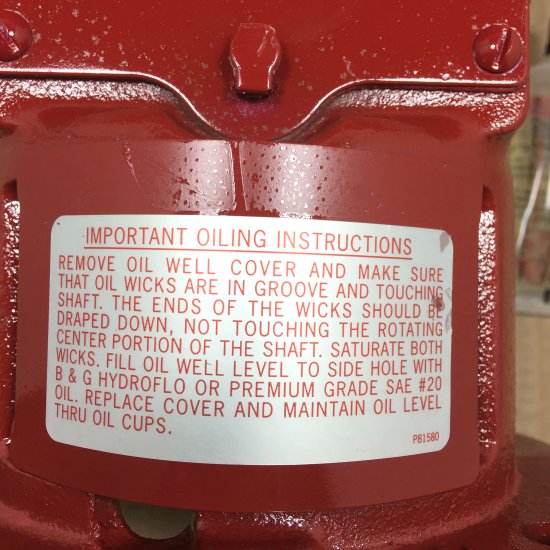 IMPORTANT OILING INSTRUCTIONS
REMOVE OIL WELL COVER AND MAKE SURE
THAT OIL WICKS ARE IN GROOVE AND TOUCHING
SHAFT. THE ENDS OF THE WICKS SHOULD BE
DRAPED DOWN, NOT TOUCHING THE ROTATING
CENTER PORTION OF THE SHAFT. SATURATE BOTH
WICKS. FILL OIL WELL LEVEL TO SIDE HOLE WITH
B & G HYDROFLO OR PREMIUM GRADE SAE #20
OIL. REPLACE COVER AND MAINTAIN OIL LEVEL
THRU OIL CUPS.
P81580